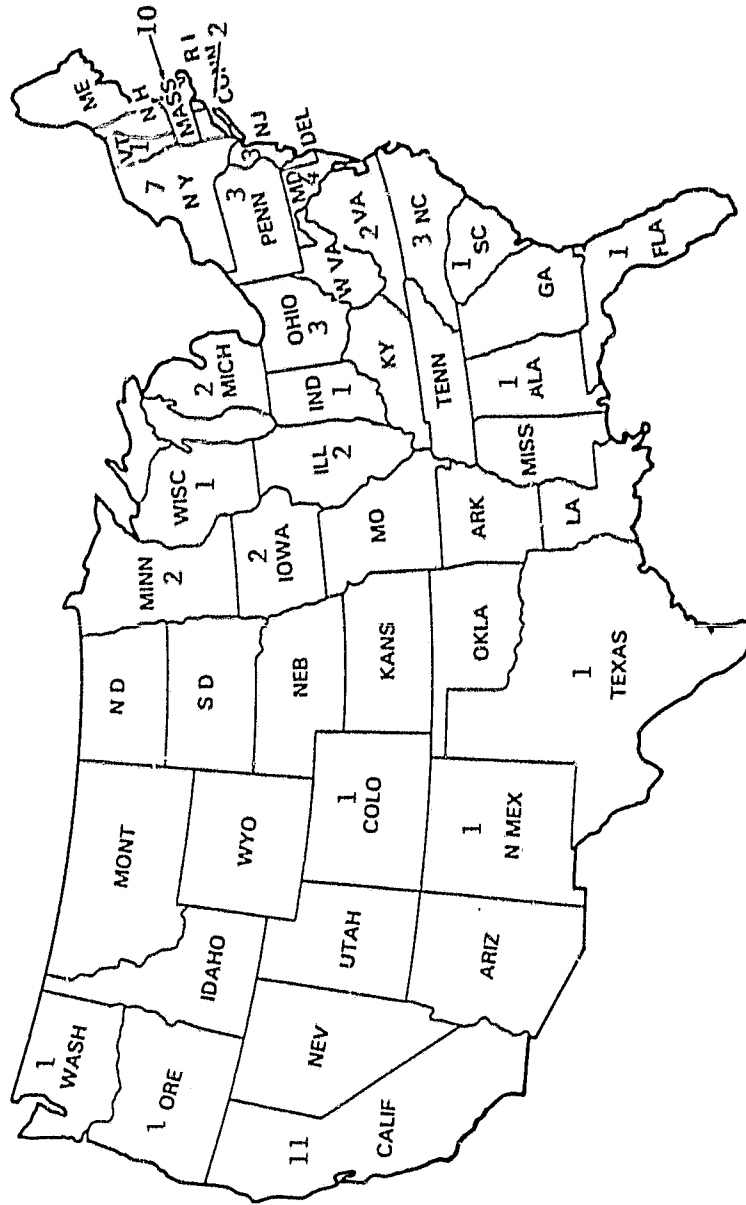 1
WASH
1
ORE
11
CALIF
NEV
IDAHO
MONT
WYO
UTAH
ARIZ
1
COLO
1
N MEX
N D
S D
NEB
KANS
OKLA
1
TEXAS
MINN
2
2
IOWA
MO
ARK
LA
WISC
1
ILL
2
2
MICH
IND
1
OHIO
3
KY
TENN
MISS
1
ALA
GA
1
FLA
1
SC
3 NC
2 VA
W VA
3
PENN
7
N Y
VT
1
N H
ME
MASS
10
R I
CONN 2
3
NJ
DEL
MD
4